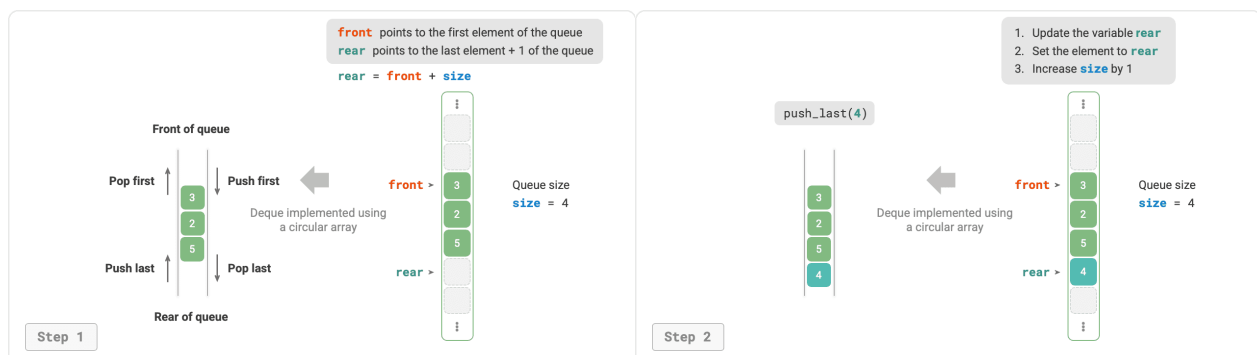 front points to the first element of the queue
rear points to the last element + 1 of the queue
rear = front + size
Front of queue
Pop first
Push first
3
2
5
Push last
Pop last
Rear of queue
Deque implemented using
a circular array
front
3
2
5
rear
Queue size
size = 4
Step 1
1. Update the variable rear
2. Set the element to rear
3. Increase size by 1
push_last(4)
3
2
5
4
Deque implemented using
a circular array
front
3
2
5
rear
4
Queue size
size = 4
Step 2